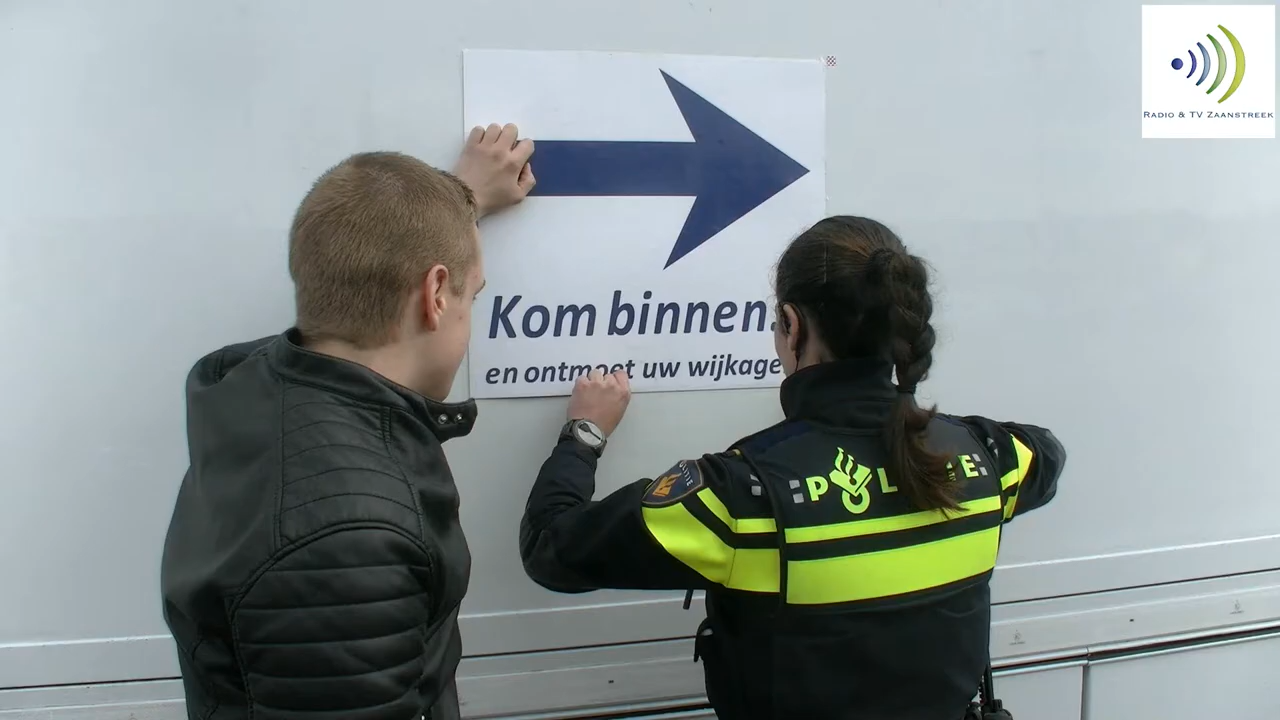 RADIO & TV ZAANSTREEK
Kom binnen.
en ontmoet uw wijkage
POLITIE